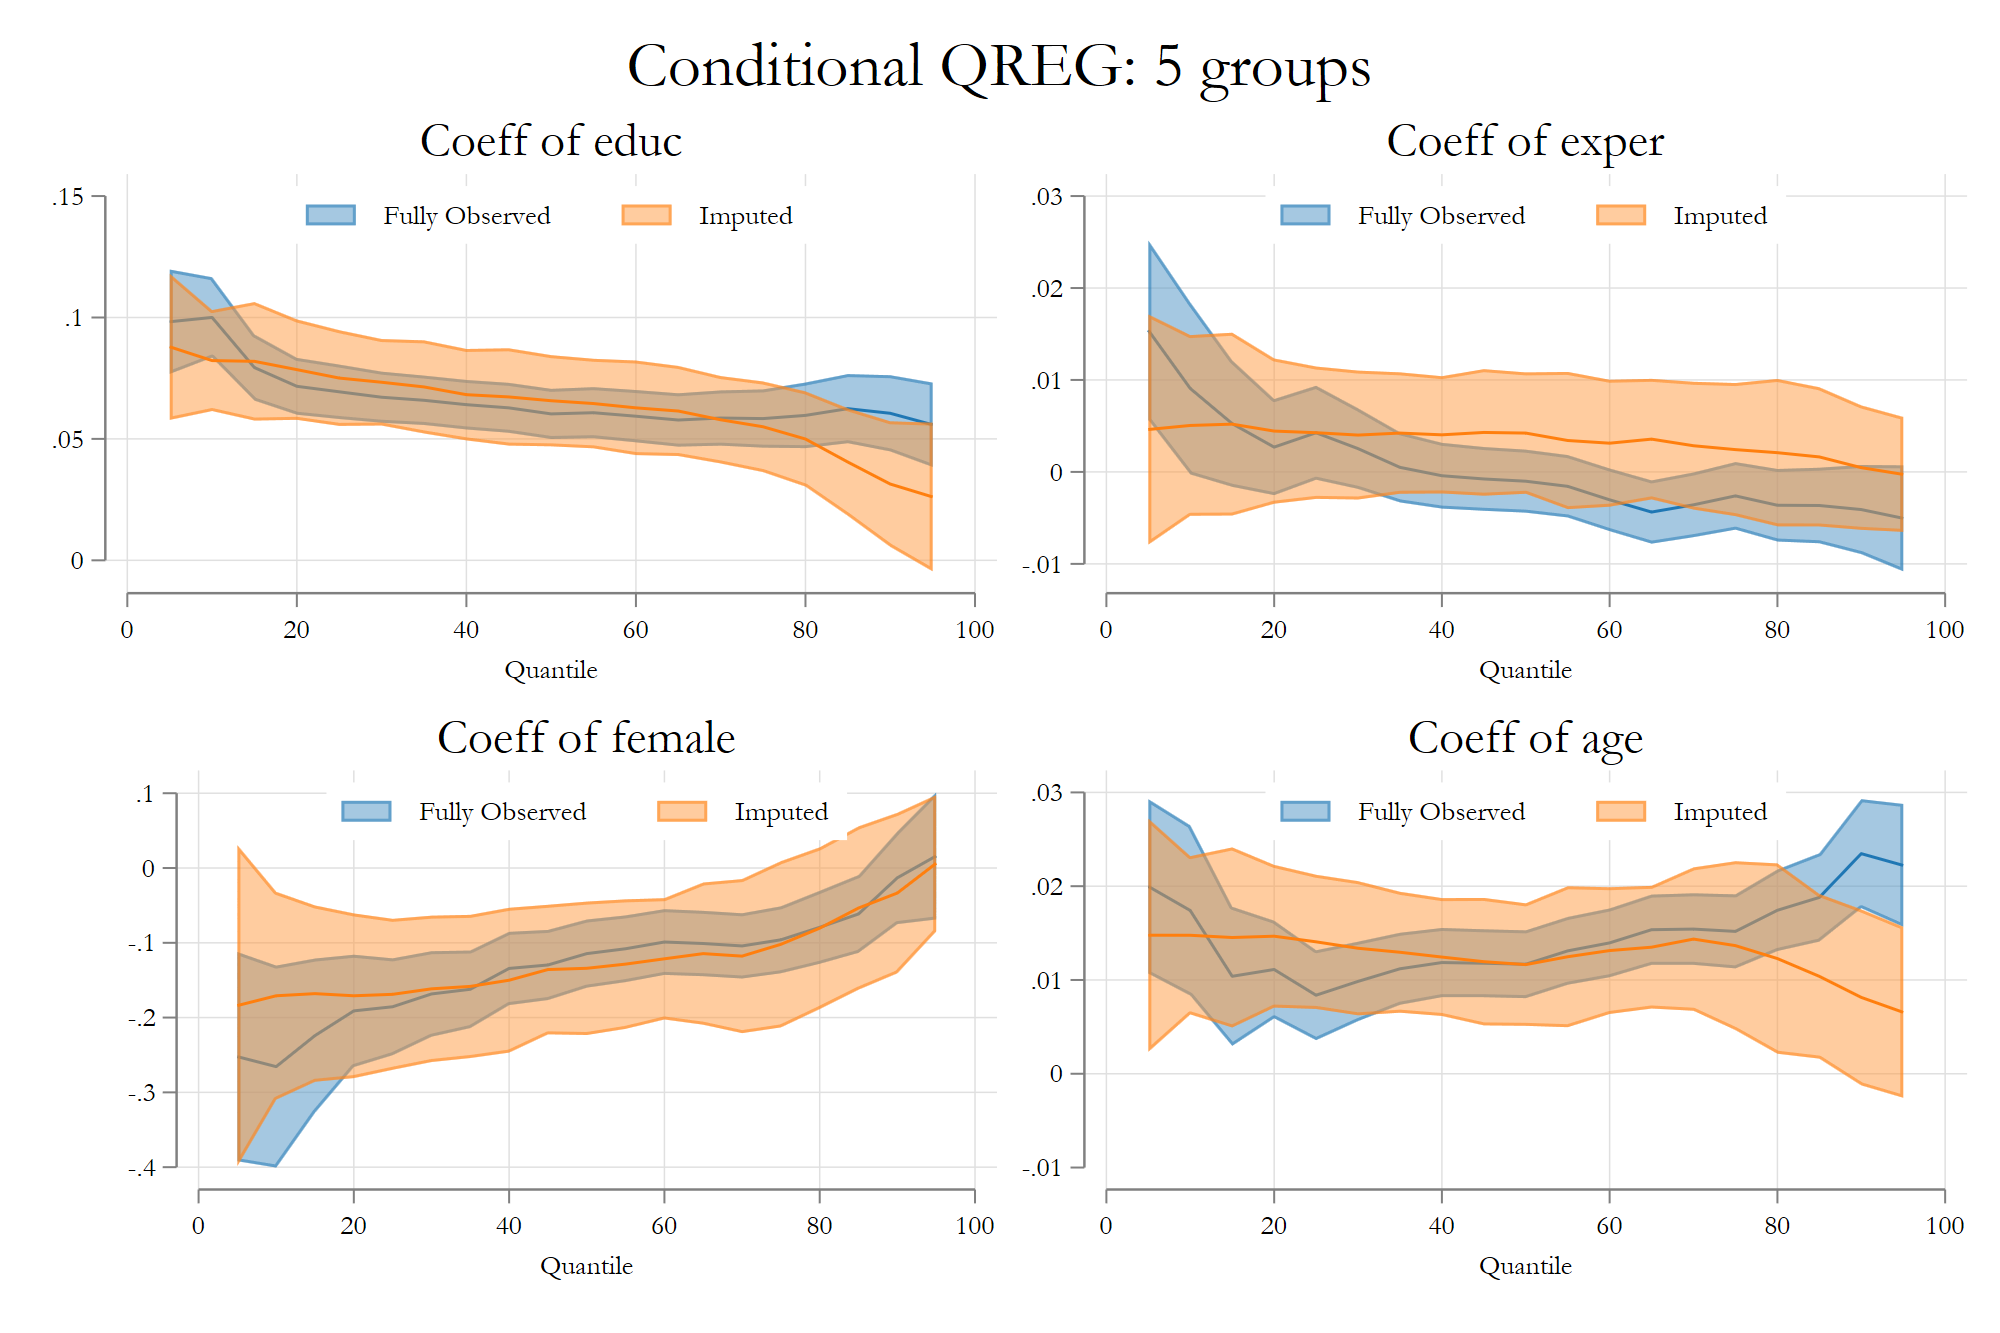 Conditional QREG: 5 groups
Coeff of educ
Fully Observed Imputed
.15
.1
.05
0
0 20 40 60 80 100
Quantile
Coeff of exper
Fully Observed Imputed
.03
.02
.01
0
-.01
0 20 40 60 80 100
Quantile
Coeff of female
Fully Observed Imputed
.1
0
-.1
-.2
-.3
-.4
0 20 40 60 80 100
Quantile
Coeff of age
Fully Observed Imputed
.03
.02
.01
0
-.01
0 20 40 60 80 100
Quantile